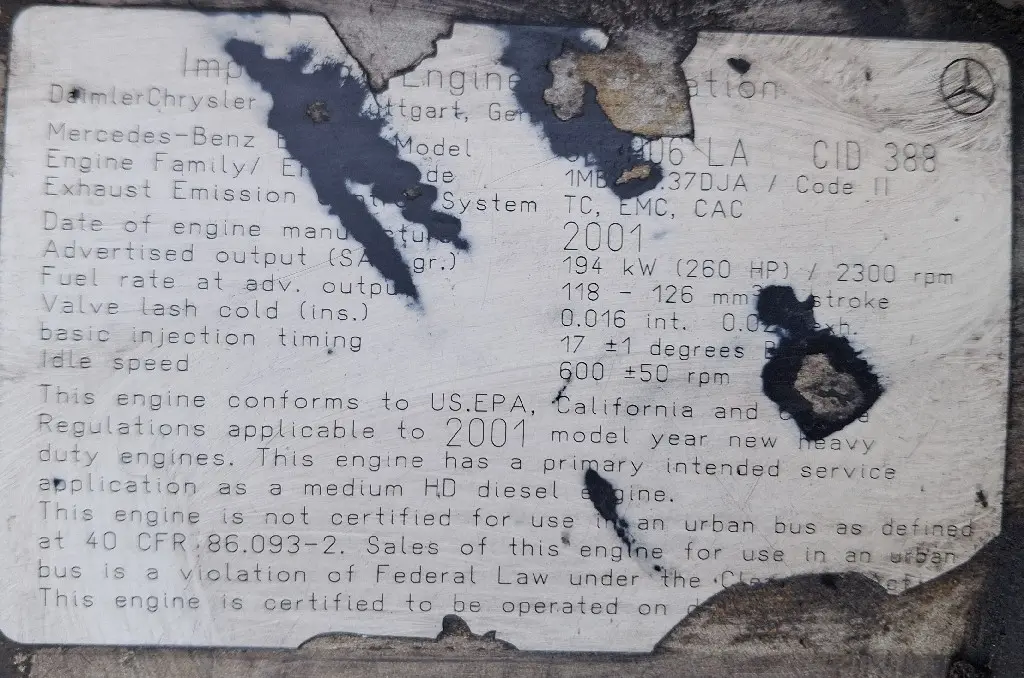 Engine
DaimlerChrysler
Mercedes-Benz Model LA CID 388
Engine Family/ 37DJA / Code
Exhaust Emission System TC, EMC, CAC
Date of engine 2001
Advertised output gr.) 194 kW (260 HP) / 2300 rpm
Fuel rate at adv. 118 - 126 stroke
Valve lash cold (ins.) 0.016 int.
basic injection timing 17 ±1 degrees
Idle speed 600 ±50 rpm
This engine conforms to US.EPA, California and
Regulations applicable to 2001 model year new heavy
duty engines. This engine has a primary intended service
application as a medium HD diesel
This engine is not certified for use in an urban bus as defined
at 40 CFR 86.093-2. Sales of this engine for use in an urban
bus is a violation of Federal Law under the
This engine is certified to be operated on